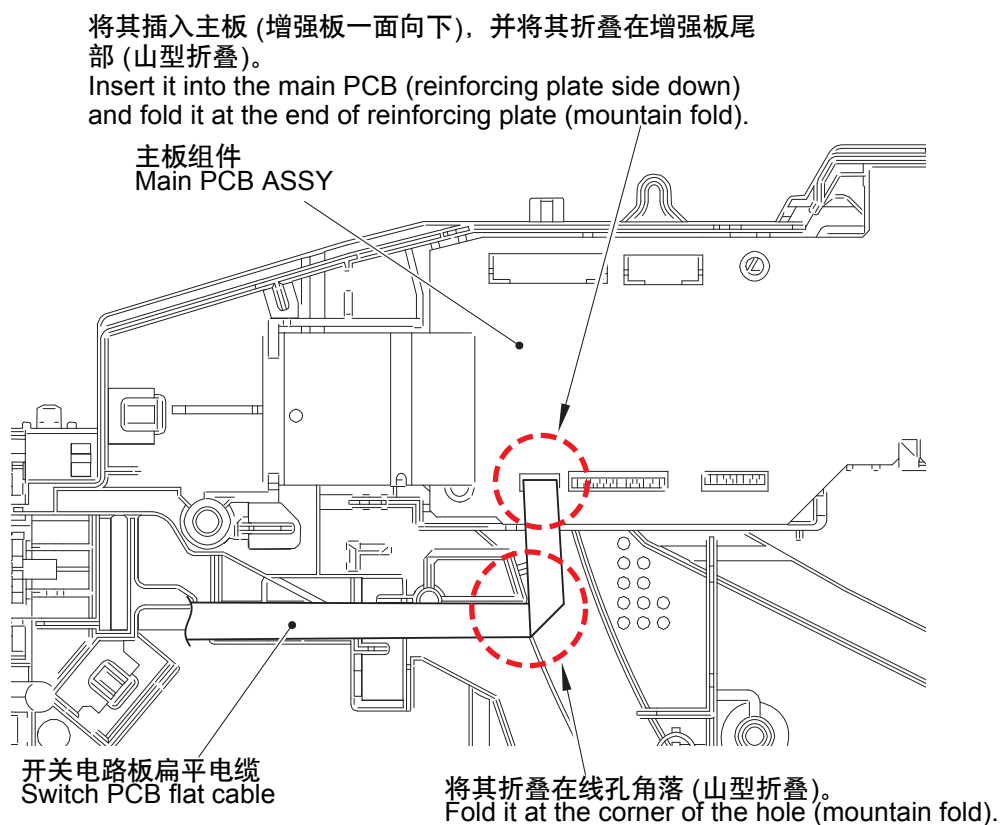 将其插入主板 (增强板一面向下)，并将其折叠在增强板尾
部 (山型折叠)。
Insert it into the main PCB (reinforcing plate side down)
and fold it at the end of reinforcing plate (mountain fold).
主板组件
Main PCB ASSY
开关电路板扁平电缆
Switch PCB flat cable
将其折叠在线孔角落 (山型折叠)。
Fold it at the corner of the hole (mountain fold).